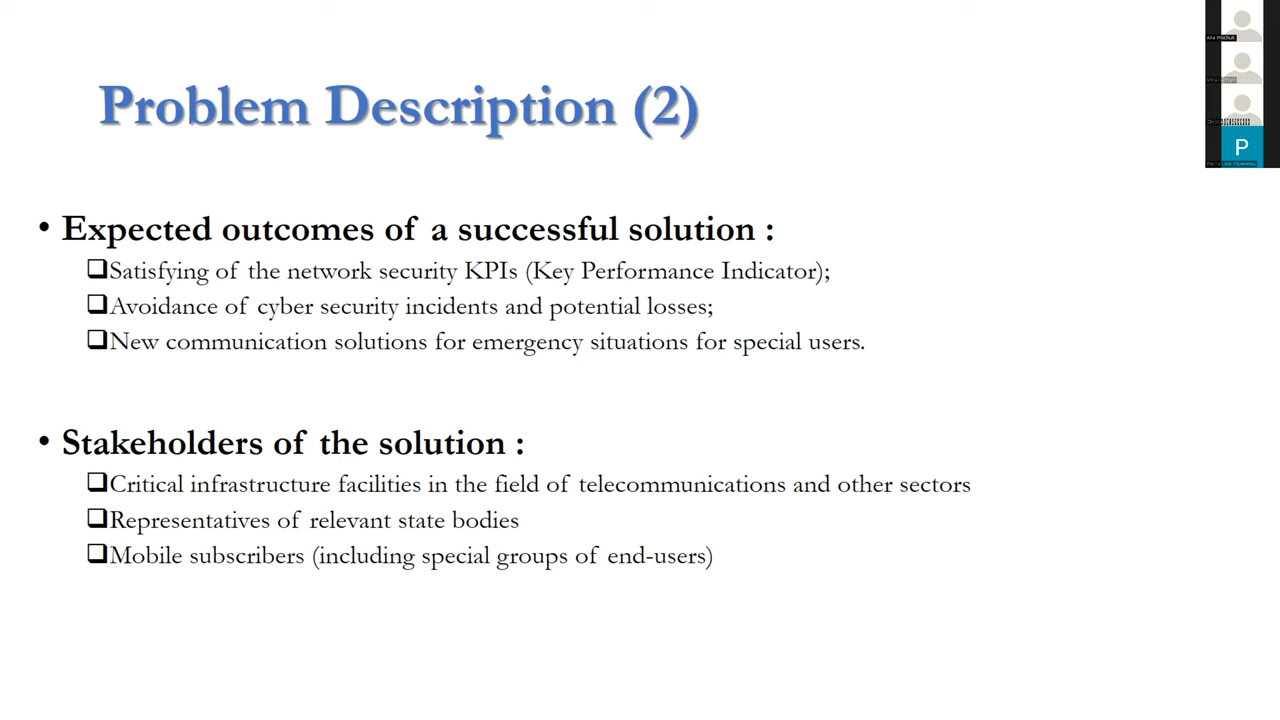 Problem Description (2)
• Expected outcomes of a successful solution :
❑Satisfying of the network security KPIs (Key Performance Indicator);
❑Avoidance of cyber security incidents and potential losses;
❑New communication solutions for emergency situations for special users.
• Stakeholders of the solution :
❑Critical infrastructure facilities in the field of telecommunications and other sectors
❑Representatives of relevant state bodies
❑Mobile subscribers (including special groups of end-users)
Alla Pinchuk
P